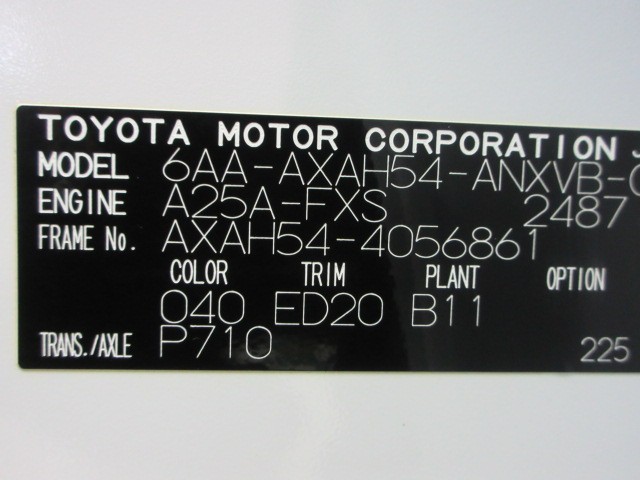 TOYOTA MOTOR CORPORATION
MODEL 6AA-AXAH54-ANXVB-
ENGINE A25A-FXS 2487
FRAME No. AXAH54-4056861
COLOR TRIM PLANT OPTION
040 ED20 B11
TRANS./AXLE P710 225